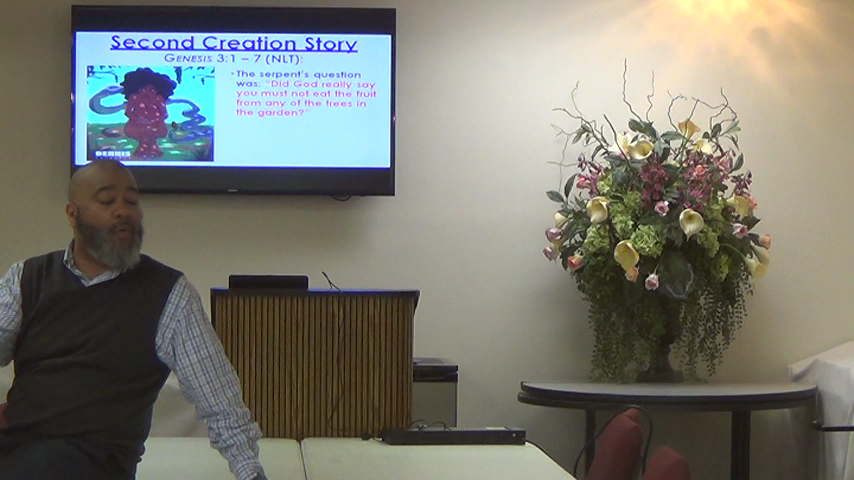 Second Creation Story
GENESIS 3:1 – 7 (NLT):
• The serpent's question
was: "Did God really say
you must not eat the fruit
from any of the trees in
the garden?"
DENNIS